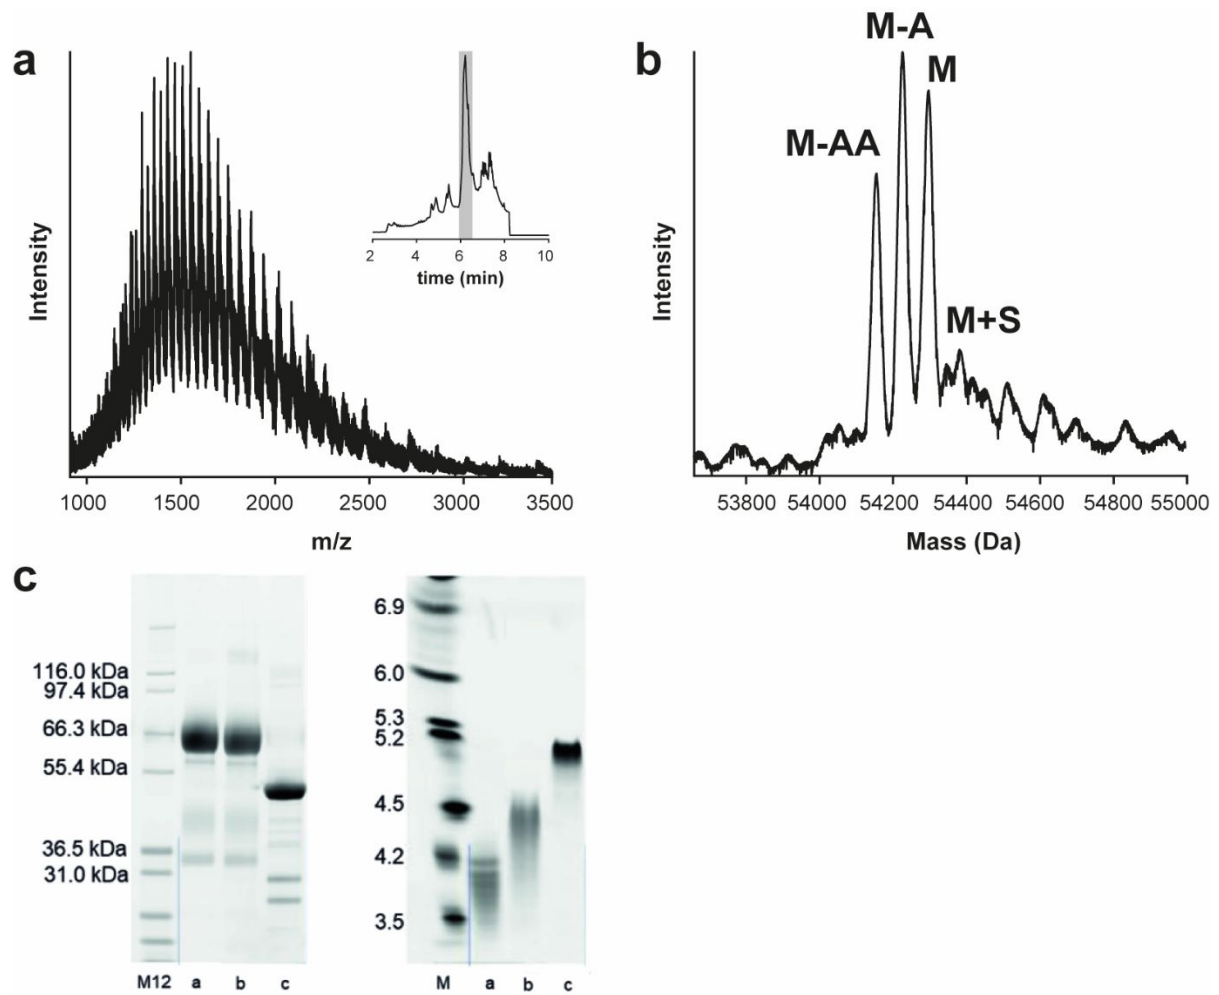 a
Intensity
1000 1500 2000 2500 3000 3500
m/z
2 4 6 8 10
time (min)
b
Intensity
M-AA
M-A
M
M+S
53800 54000 54200 54400 54600 54800 55000
Mass (Da)
c
116.0 kDa
97.4 kDa
66.3 kDa
55.4 kDa
36.5 kDa
31.0 kDa
M12 a b c
6.9
6.0
5.3
5.2
4.5
4.2
3.5
M a b c